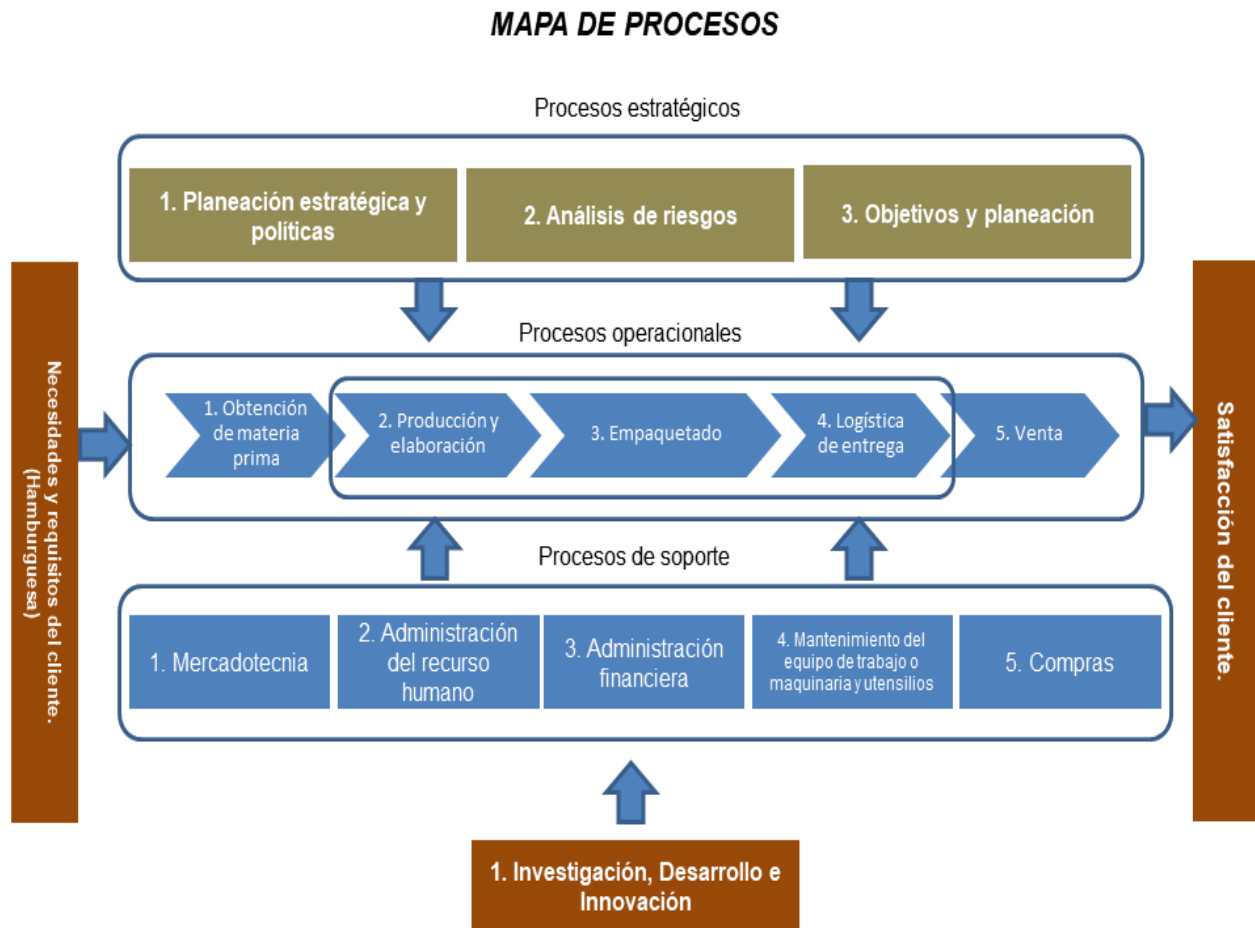 MAPA DE PROCESOS
Procesos estratégicos
1. Planeación estratégica y
políticas
2. Análisis de riesgos
3. Objetivos y planeación
Necesidades y requisitos del cliente.
(Hamburguesa)
Procesos operacionales
1. Obtención
de materia
prima
2. Producción y
elaboración
3. Empaquetado
4. Logística
de entrega
5. Venta
Satisfacción del cliente.
Procesos de soporte
1. Mercadotecnia
2. Administración
del recurso
humano
3. Administración
financiera
4. Mantenimiento del
equipo de trabajo o
maquinaria y utensilios
5. Compras
1. Investigación, Desarrollo e
Innovación